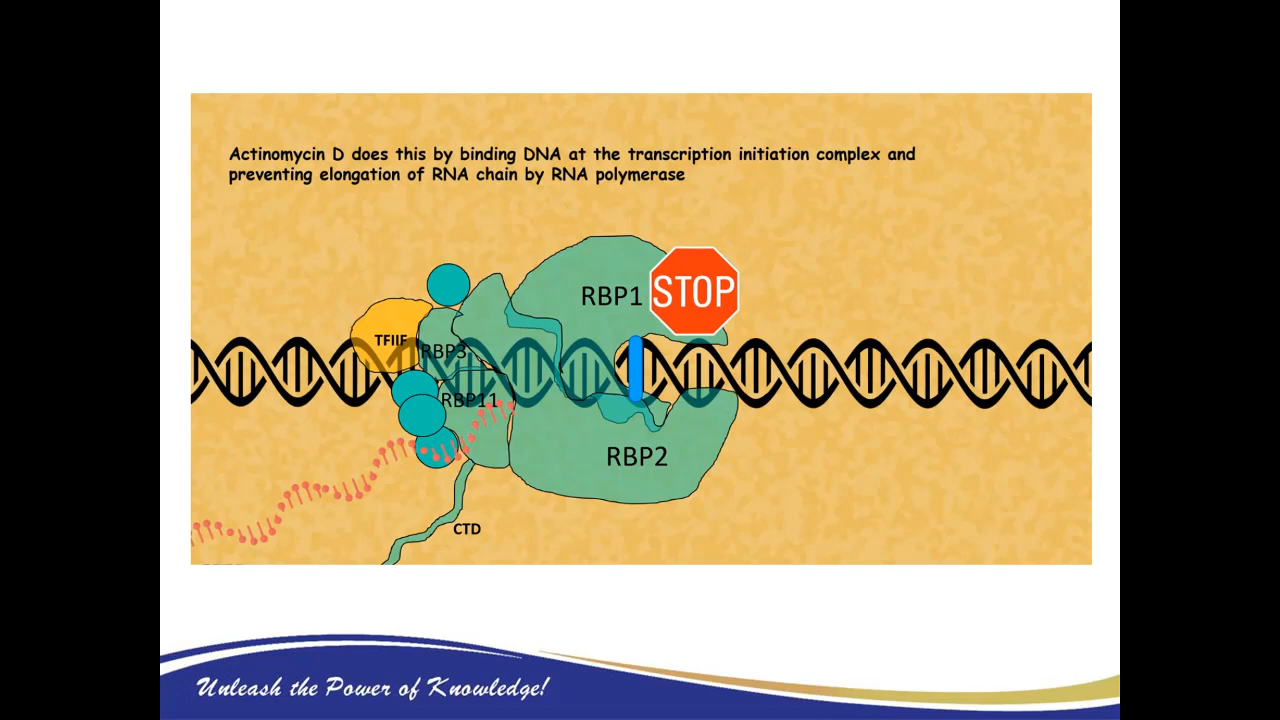 Actinomycin D does this by binding DNA at the transcription initiation complex and
preventing elongation of RNA chain by RNA polymerase
RBP1
STOP
TFIIF
RBP3
RBP11
RBP2
CTD
Unleash the Power of Knowledge!